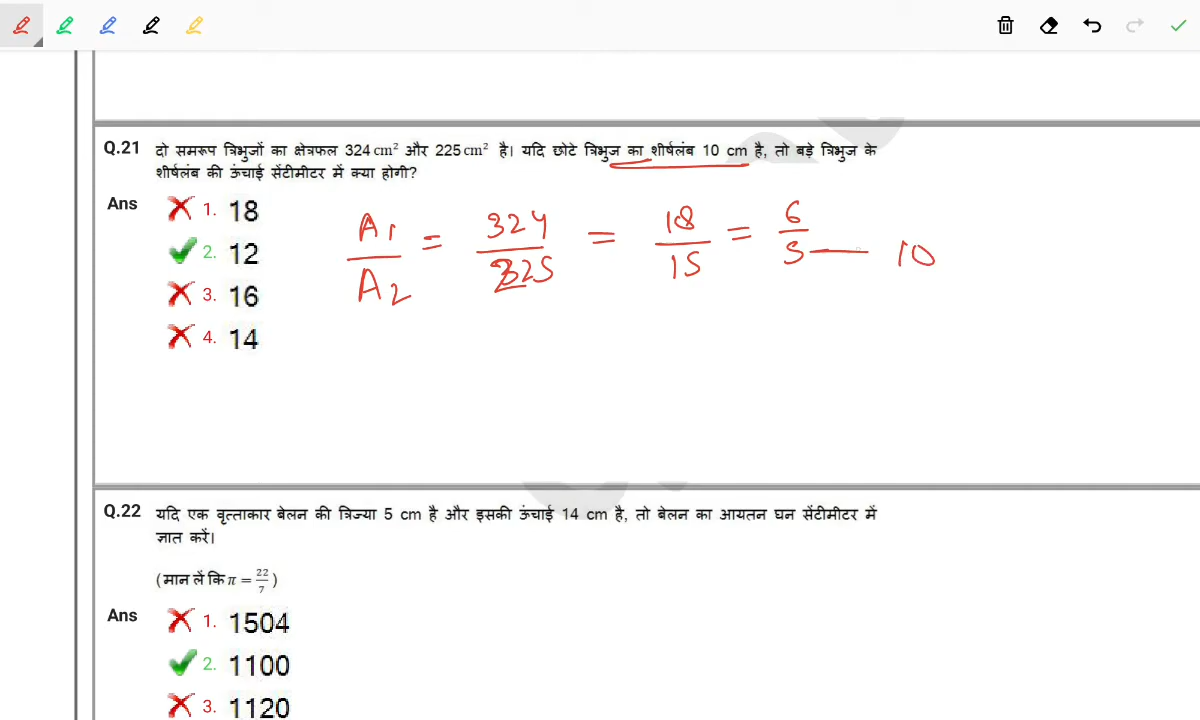 Q.21 दो समरूप त्रिभुजों का क्षेत्रफल 324 cm² और 225 cm² है। यदि छोटे त्रिभुज का शीर्षलंब 10 cm है, तो बड़े त्रिभुज के
शीर्षलंब की ऊंचाई सेंटीमीटर में क्या होगी?
Ans 1. 18
2. 12
3. 16
4. 14
A1/A2 = 324/225 = 18/15 = 6/5 — 10
Q.22 यदि एक वृत्ताकार बेलन की त्रिज्या 5 cm है और इसकी ऊंचाई 14 cm है, तो बेलन का आयतन घन सेंटीमीटर में
ज्ञात करें।
(मान लें कि π = 22/7)
Ans 1. 1504
2. 1100
3. 1120